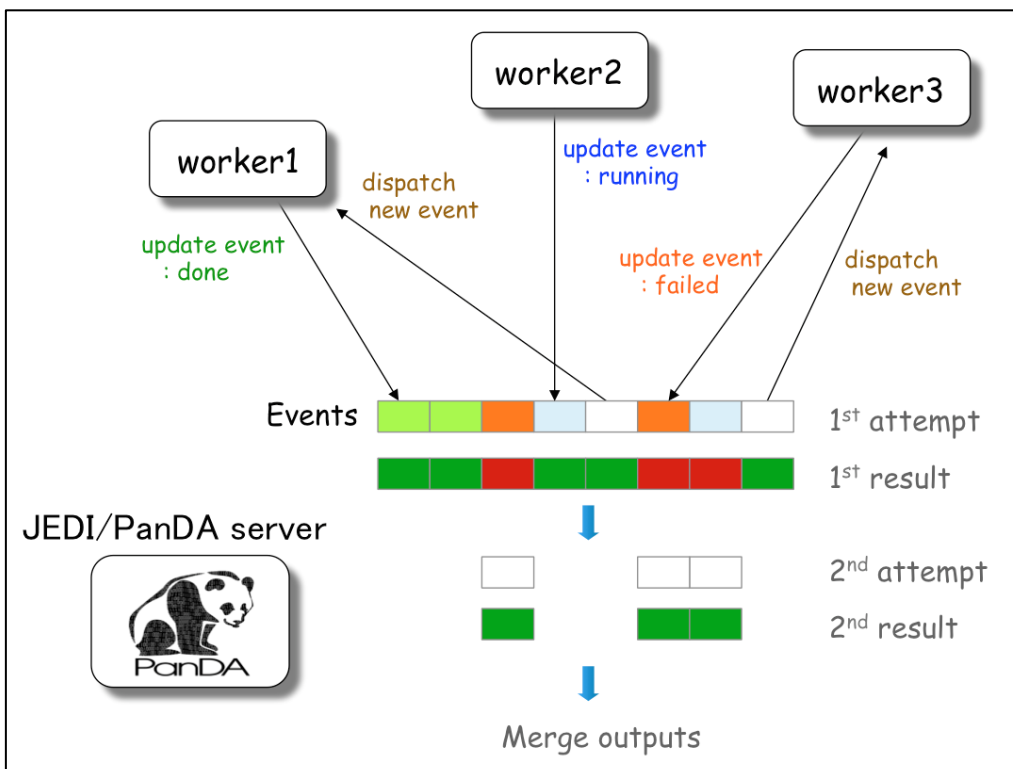 worker1
worker2
worker3
update event
: done
dispatch
new event
update event
: running
update event
: failed
dispatch
new event
Events
1st attempt
1st result
JEDI/PanDA server
PanDA
2nd attempt
2nd result
Merge outputs